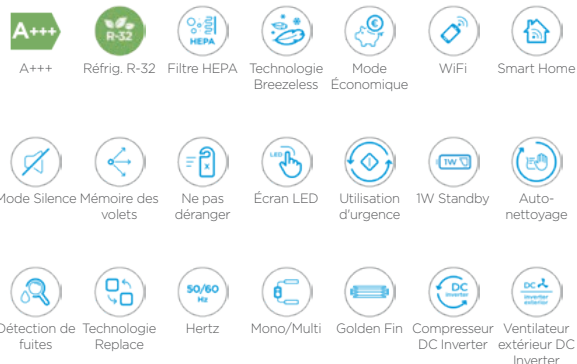 A+++
R-32
HEPA
€
A+++
Réfrig. R-32
Filtre HEPA
Technologie
Breezeless
Mode
Économique
WiFi
Smart Home
LED
1W
Mode Silence
Mémoire des
volets
Ne pas
déranger
Écran LED
Utilisation
d'urgence
1W Standby
Auto-
nettoyage
50/60
Hz
DC
Inverter
DC
Inverter
exterior
Détection de
fuites
Technologie
Replace
Hertz
Mono/Multi
Golden Fin
Compresseur
DC Inverter
Ventilateur
extérieur DC
Inverter